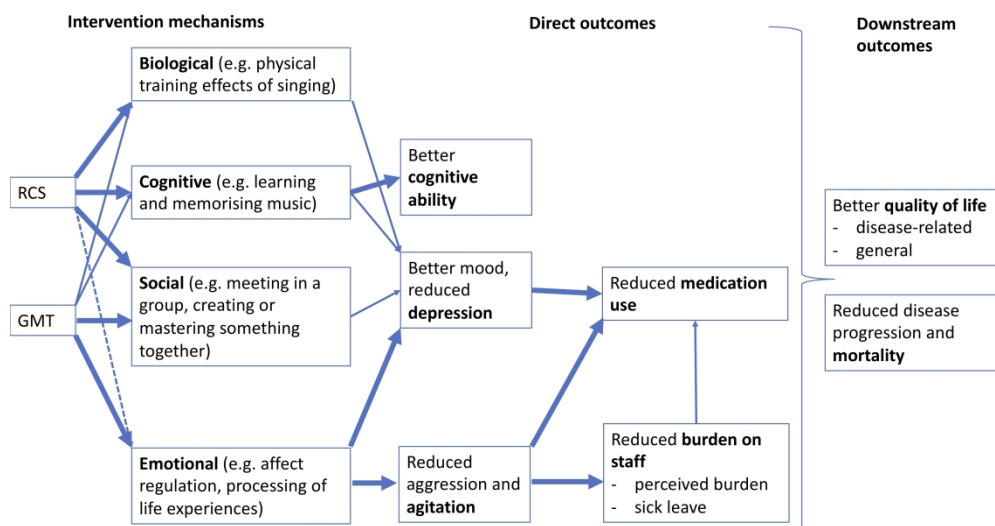 Intervention mechanisms
Direct outcomes
Downstream
outcomes
Biological (e.g. physical
training effects of singing)
RCS
Cognitive (e.g. learning
and memorising music)
Better
cognitive
ability
Social (e.g. meeting in a
group, creating or
mastering something
together)
GMT
Better mood,
reduced
depression
Reduced medication
use
Better quality of life
- disease-related
- general
Reduced disease
progression and
mortality
Emotional (e.g. affect
regulation, processing of
life experiences)
Reduced
aggression and
agitation
Reduced burden on
staff
- perceived burden
- sick leave